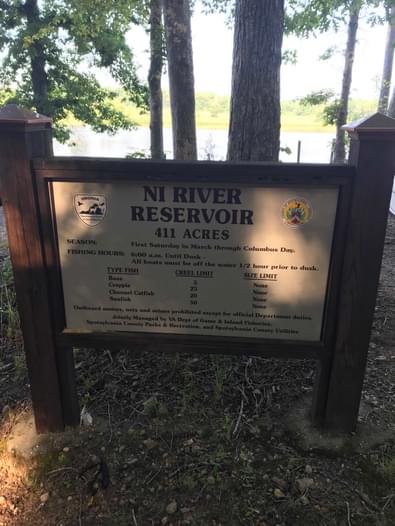 NI RIVER
RESERVOIR
411 ACRES
SEASON: First Saturday in March through Columbus Day.
FISHING HOURS: 6:00 a.m. Until Dusk -
All boats must be off the water 1/2 hour prior to dusk.
TYPE FISH CREEL LIMIT SIZE LIMIT
Bass 5 None
Crappie 25 None
Channel Catfish 20 None
Sunfish 50 None
Outboard motors, nets and seines prohibited except for official Department duties.
Jointly Managed by VA Dept of Game & Inland Fisheries,
Spotsylvania County Parks & Recreation, and Spotsylvania County Utilities